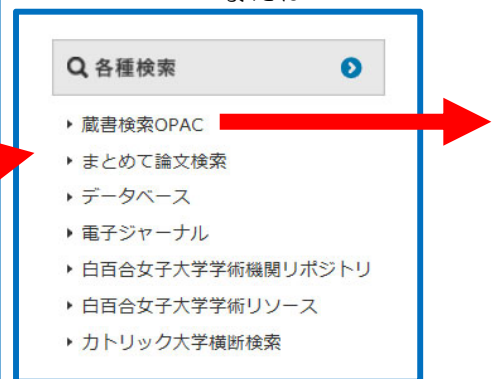 各種検索
蔵書検索OPAC
まとめて論文検索
データベース
電子ジャーナル
白百合女子大学学術機関リポジトリ
白百合女子大学学術リソース
カトリック大学横断検索